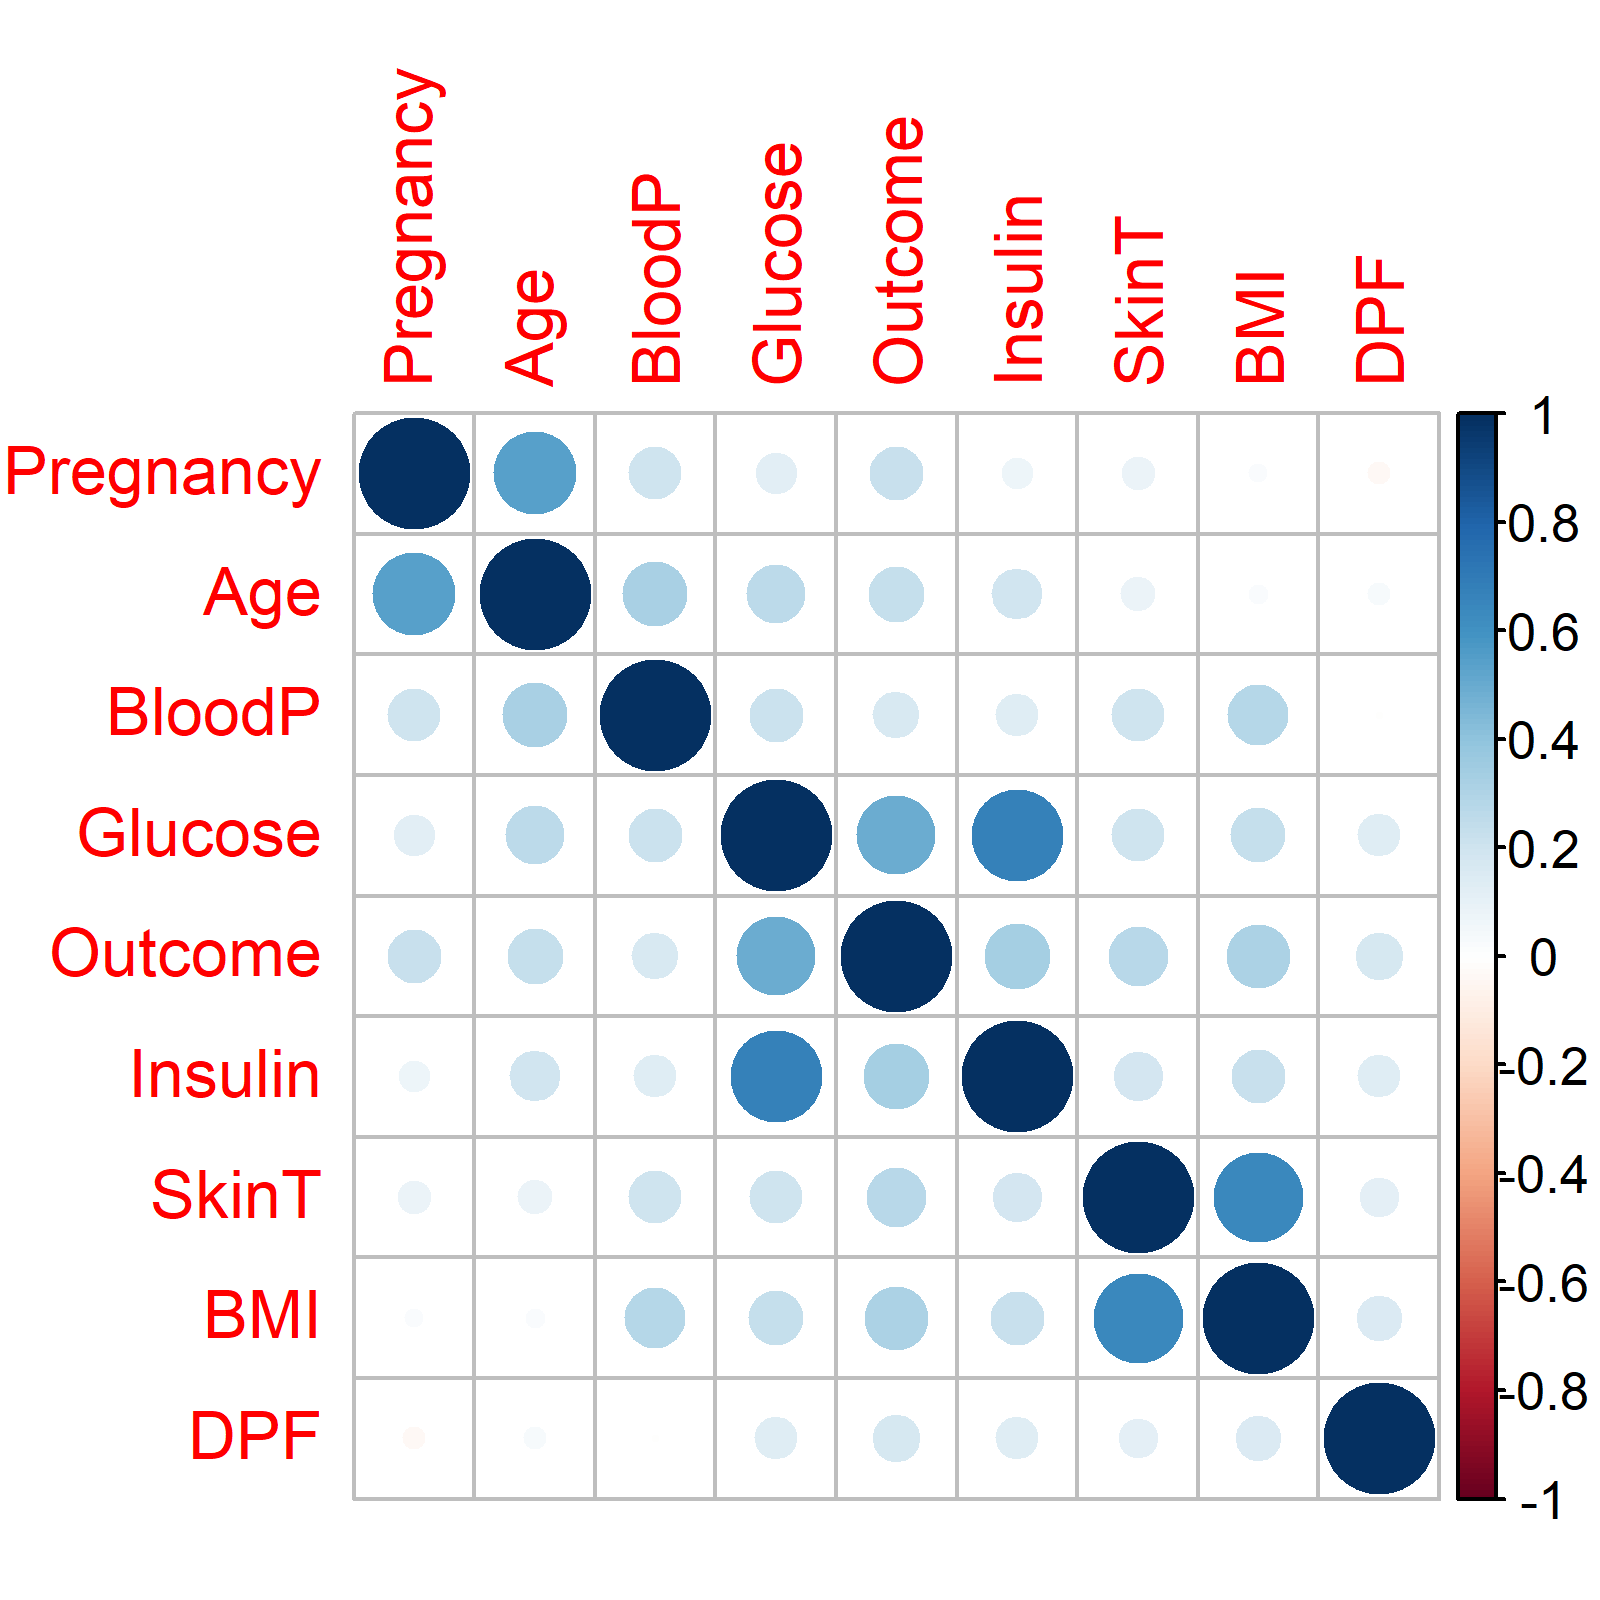 Pregnancy
Age
BloodP
Glucose
Outcome
Insulin
SkinT
BMI
DPF
Pregnancy
Age
BloodP
Glucose
Outcome
Insulin
SkinT
BMI
DPF
1
0.8
0.6
0.4
0.2
0
-0.2
-0.4
-0.6
-0.8
-1